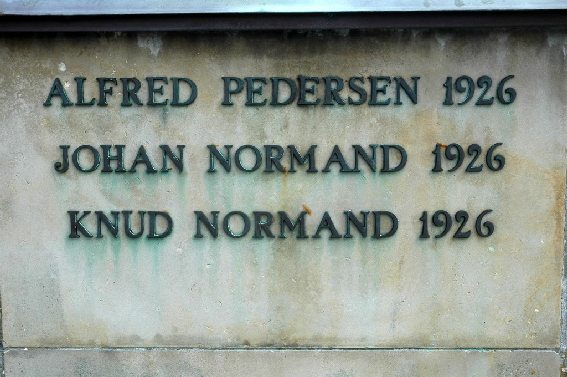 ALFRED PEDERSEN 1926
JOHAN NORMAND 1926
KNUD NORMAND 1926